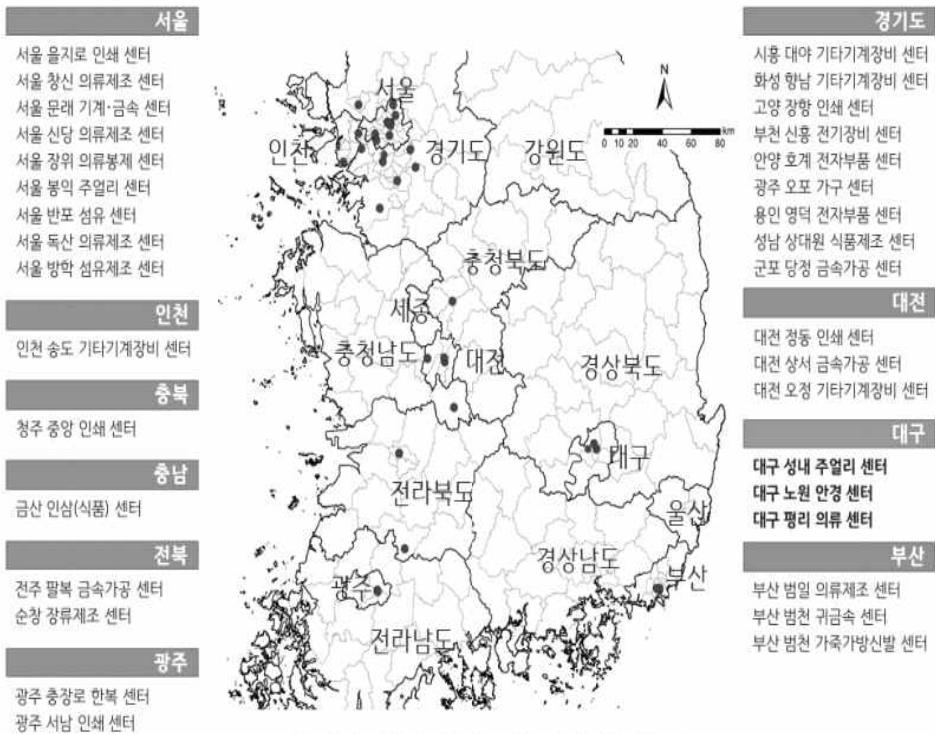 서울
서울 을지로 인쇄 센터
서울 창신 의류제조 센터
서울 문래 기계·금속 센터
서울 신당 의류제조 센터
서울 장위 의류봉제 센터
서울 봉익 주얼리 센터
서울 반포 섬유 센터
서울 독산 의류제조 센터
서울 방학 섬유제조 센터
인천
인천 송도 기타기계장비 센터
충북
청주 중앙 인쇄 센터
충남
금산 인삼(식품) 센터
전북
전주 팔복 금속가공 센터
순창 장류제조 센터
광주
광주 충장로 한복 센터
광주 서남 인쇄 센터
서울
인천
경기도
강원도
충청북도
세종
충청남도
대전
경상북도
대구
전라북도
울산
경상남도
부산
광주
전라남도
N
0 5 10 20 40 60 80 km
경기도
시흥 대야 기타기계장비 센터
화성 향남 기타기계장비 센터
고양 장항 인쇄 센터
부천 신흥 전기장비 센터
안양 호계 전자부품 센터
광주 오포 가구 센터
용인 영덕 전자부품 센터
성남 상대원 식품제조 센터
군포 당정 금속가공 센터
대전
대전 정동 인쇄 센터
대전 상서 금속가공 센터
대전 오정 기타기계장비 센터
대구
대구 성내 주얼리 센터
대구 노원 안경 센터
대구 평리 의류 센터
부산
부산 범일 의류제조 센터
부산 범천 귀금속 센터
부산 범천 가죽가방신발 센터